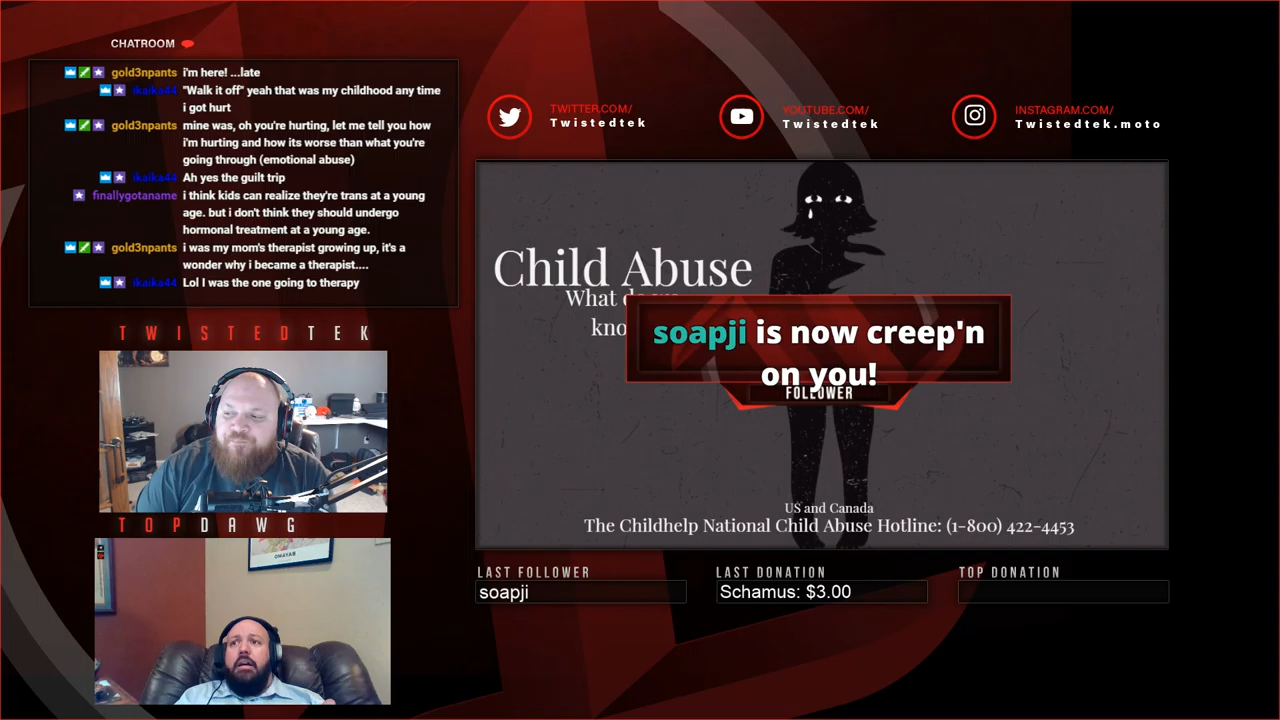 CHATROOM
gold3npants i'm here! ...late
ikaika44 "Walk it off" yeah that was my childhood any time
i got hurt
gold3npants mine was, oh you're hurting, let me tell you how
i'm hurting and how its worse than what you're
going through (emotional abuse)
ikaika44 Ah yes the guilt trip
finallygotaname i think kids can realize they're trans at a young
age. but i don't think they should undergo
hormonal treatment at a young age.
gold3npants i was my mom's therapist growing up, it's a
wonder why i became a therapist....
ikaika44 Lol I was the one going to therapy
TWISTEDTEK
TOPDAWG
TWITTER.COM/
Twistedtek
YOUTUBE.COM/
Twistedtek
INSTAGRAM.COM/
Twistedtek.moto
Child Abuse
What
kno
soapji is now creep'n
on you!
FOLLOWER
US and Canada
The Childhelp National Child Abuse Hotline: (1-800) 422-4453
LAST FOLLOWER
soapji
LAST DONATION
Schamus: $3.00
TOP DONATION